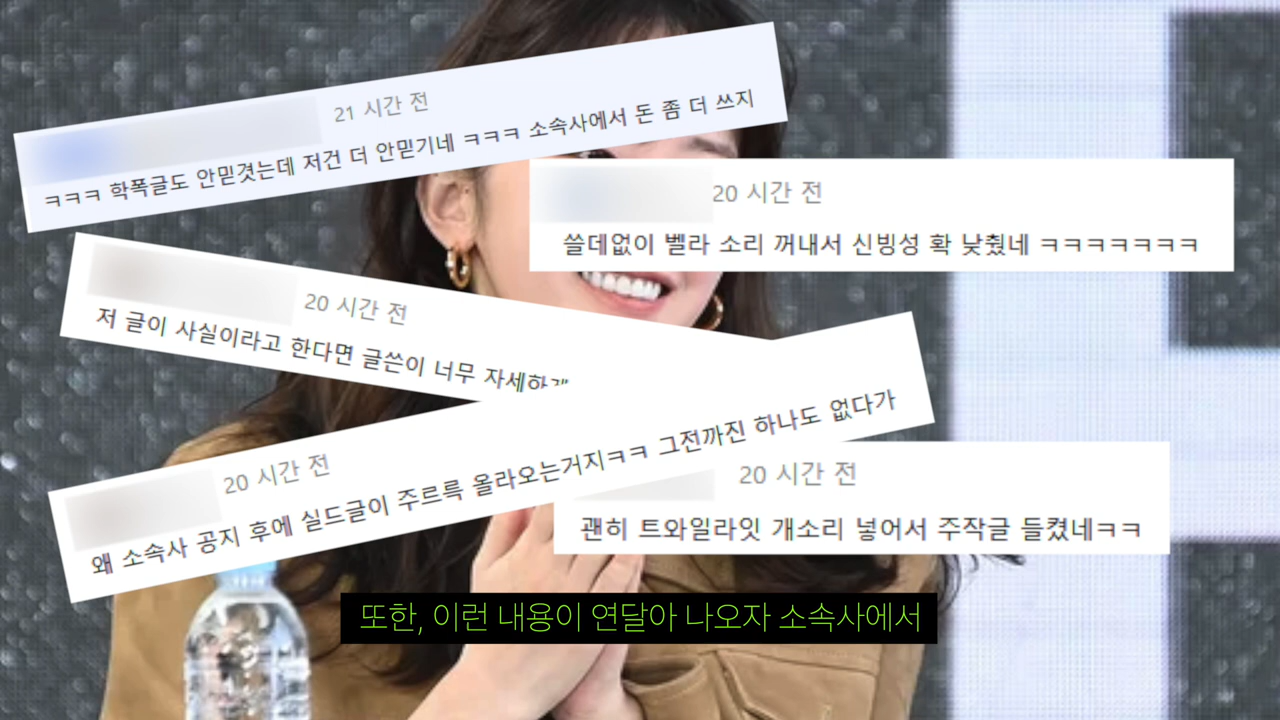 21 시간 전
ㅋㅋㅋ 학폭글도 안믿겻는데 저건 더 안믿기네 ㅋㅋㅋ 소속사에서 돈 좀 더 쓰지
20 시간 전
쓸데없이 벨라 소리 꺼내서 신빙성 확 낮췄네 ㅋㅋㅋㅋㅋㅋㅋ
20 시간 전
저 글이 사실이라고 한다면 글쓴이 너무
20 시간 전
왜 소속사 공지 후에 실드글이 주르륵 올라오는거지ㅋㅋ 그전까진 하나도 없다가
20 시간 전
괜히 트와일라잇 개소리 넣어서 주작글 들켰네ㅋㅋ
또한, 이런 내용이 연달아 나오자 소속사에서